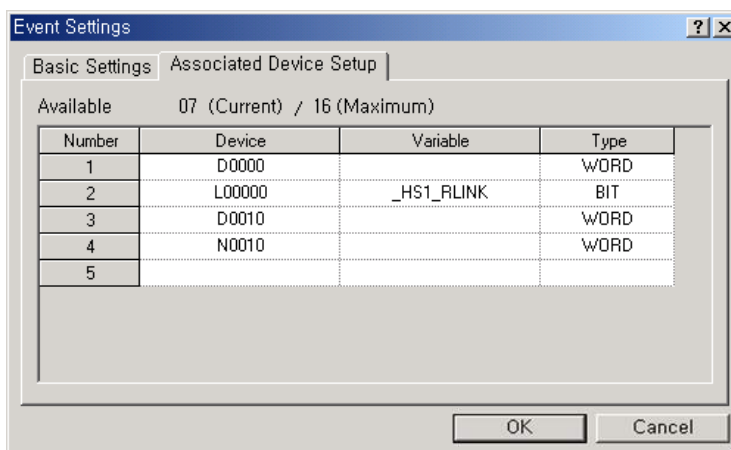 Event Settings
Basic Settings Associated Device Setup
Available 07 (Current) / 16 (Maximum)
Number Device Variable Type
1 D0000 WORD
2 L00000 _HS1_RLINK BIT
3 D0010 WORD
4 N0010 WORD
5
OK Cancel